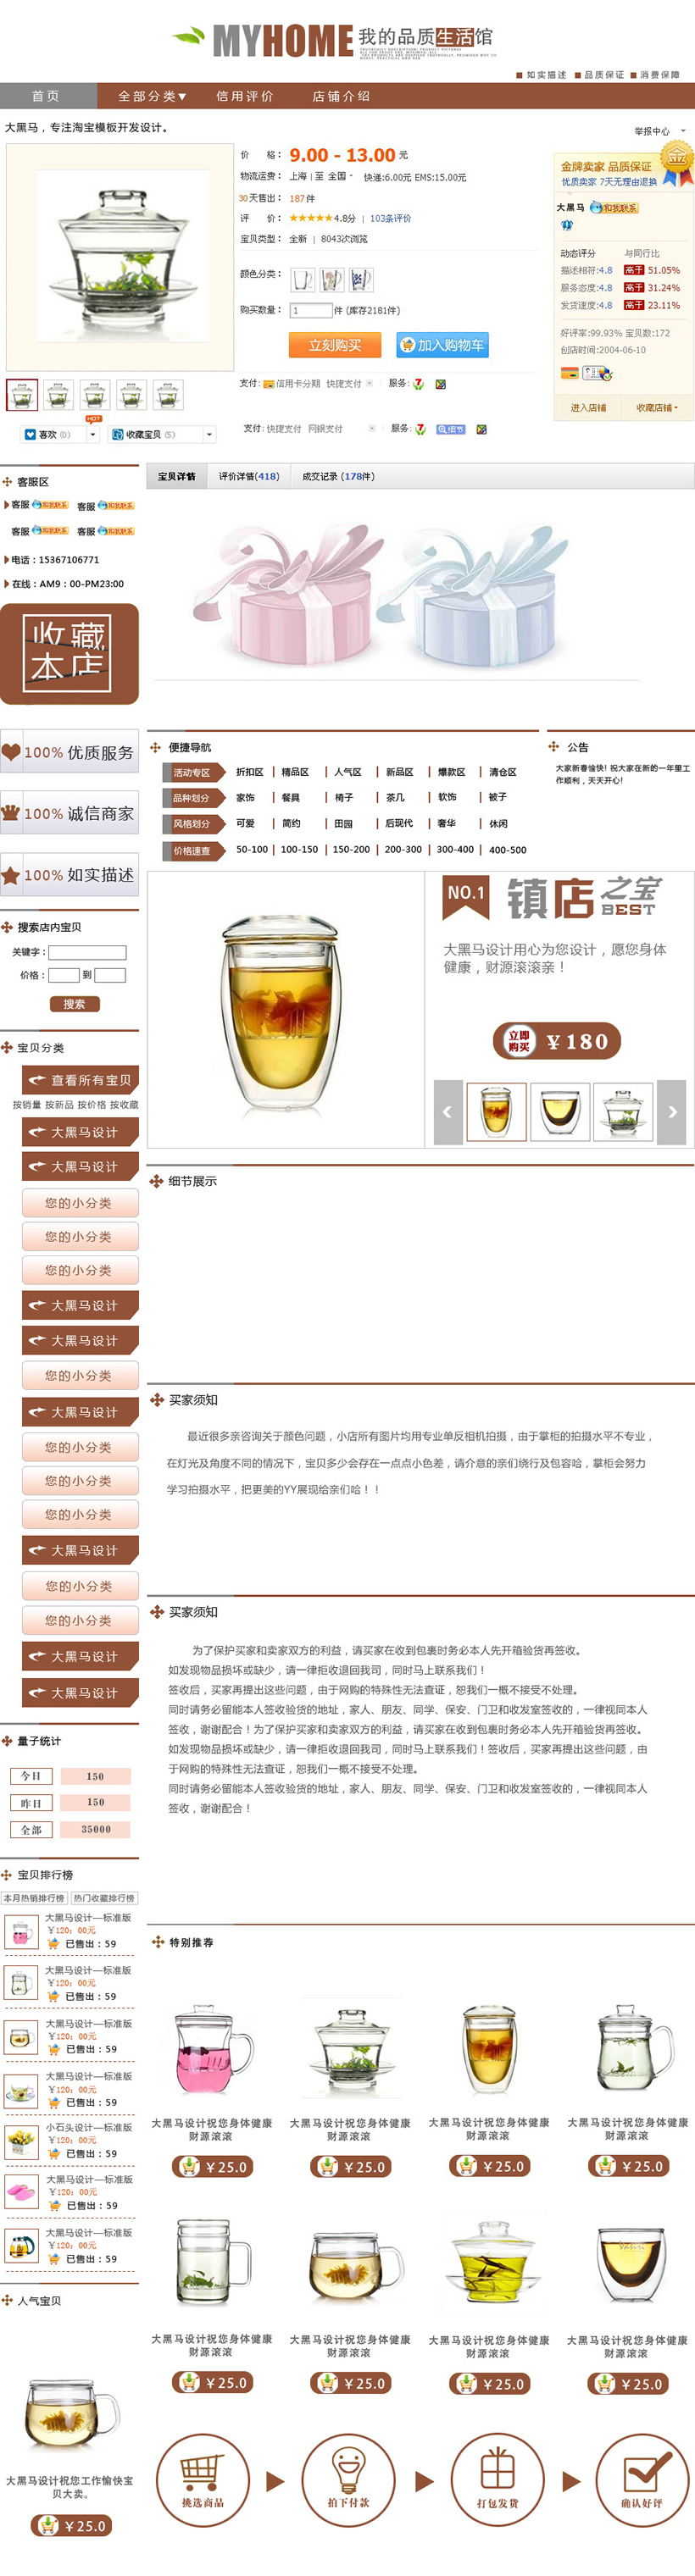 MYHOME 我的品质生活馆
■ 如实描述 ■ 品质保证 ■ 消费保障
首页 全部分类▼ 信用评价 店铺介绍
大黑马，专注淘宝模板开发设计。
举报中心
价 格： 9.00 - 13.00 元
物流运费： 上海 | 至 全国 快递:6.00元 EMS:15.00元
30天售出： 187件
评 价： ★★★★★ 4.8分 | 103条评价
宝贝类型： 全新 | 8043次浏览
颜色分类：
购买数量： 1 件 (库存2181件)
立刻购买 加入购物车
支付: 信用卡分期 快捷支付 服务:
HOT
喜欢 (0) 收藏宝贝 (5)
支付: 快捷支付 网银支付 服务: 细节
金
金牌卖家 品质保证
优质卖家 7天无理由退换
大黑马 和我联系
动态评分 与同行比
描述相符:4.8 高于 51.05%
服务态度:4.8 高于 31.24%
发货速度:4.8 高于 23.11%
好评率:99.93% 宝贝数:172
创店时间:2004-06-10
进入店铺 收藏店铺
客服区
客服 和我联系 客服 和我联系
客服 和我联系 客服 和我联系
电话：15367106771
在线：AM9：00-PM23:00
收藏
本店
100% 优质服务
100% 诚信商家
100% 如实描述
搜索店内宝贝
关键字：
价格： 到
搜索
宝贝分类
查看所有宝贝
按销量 按新品 按价格 按收藏
大黑马设计
大黑马设计
您的小分类
您的小分类
您的小分类
大黑马设计
大黑马设计
您的小分类
大黑马设计
您的小分类
您的小分类
您的小分类
大黑马设计
您的小分类
您的小分类
大黑马设计
大黑马设计
量子统计
今日 150
昨日 150
全部 35000
宝贝排行榜
本月热销排行榜 热门收藏排行榜
大黑马设计—标准版
￥120：00元
已售出：59
大黑马设计—标准版
￥120：00元
已售出：59
大黑马设计—标准版
￥120：00元
已售出：59
大黑马设计—标准版
￥120：00元
已售出：59
小石头设计—标准版
￥120：00元
已售出：59
大黑马设计—标准版
￥120：00元
已售出：59
大黑马设计—标准版
￥120：00元
已售出：59
人气宝贝
大黑马设计祝您工作愉快宝
贝大卖。
￥25.0
宝贝详情 评价详情(418) 成交记录 (178件)
便捷导航
活动专区 折扣区 | 精品区 | 人气区 | 新品区 | 爆款区 | 清仓区
品种划分 家饰 | 餐具 | 椅子 | 茶几 | 软饰 | 被子
风格划分 可爱 | 简约 | 田园 | 后现代 | 奢华 | 休闲
价格速查 50-100 | 100-150 | 150-200 | 200-300 | 300-400 | 400-500
公告
大家新春愉快! 祝大家在新的一年里工
作顺利，天天开心!
NO.1 镇店之宝 BEST
大黑马设计用心为您设计，愿您身体
健康，财源滚滚亲！
立即购买 ￥180
细节展示
买家须知
最近很多亲咨询关于颜色问题，小店所有图片均用专业单反相机拍摄，由于掌柜的拍摄水平不专业，
在灯光及角度不同的情况下，宝贝多少会存在一点点小色差，请介意的亲们绕行及包容哈，掌柜会努力
学习拍摄水平，把更美的YY展现给亲们哈！！
买家须知
为了保护买家和卖家双方的利益，请买家在收到包裹时务必本人先开箱验货再签收。
如发现物品损坏或缺少，请一律拒收退回我司，同时马上联系我们！
签收后，买家再提出这些问题，由于网购的特殊性无法查证，恕我们一概不接受不处理。
同时请务必留能本人签收验货的地址，家人、朋友、同学、保安、门卫和收发室签收的，一律视同本人
签收，谢谢配合！为了保护买家和卖家双方的利益，请买家在收到包裹时务必本人先开箱验货再签收。
如发现物品损坏或缺少，请一律拒收退回我司，同时马上联系我们！签收后，买家再提出这些问题，由
于网购的特殊性无法查证，恕我们一概不接受不处理。
同时请务必留能本人签收验货的地址，家人、朋友、同学、保安、门卫和收发室签收的，一律视同本人
签收，谢谢配合！
特别推荐
大黑马设计祝您身体健康 大黑马设计祝您身体健康 大黑马设计祝您身体健康 大黑马设计祝您身体健康
财源滚滚 财源滚滚 财源滚滚 财源滚滚
￥25.0 ￥25.0 ￥25.0 ￥25.0
大黑马设计祝您身体健康 大黑马设计祝您身体健康 大黑马设计祝您身体健康 大黑马设计祝您身体健康
财源滚滚 财源滚滚 财源滚滚 财源滚滚
￥25.0 ￥25.0 ￥25.0 ￥25.0
挑选商品 拍下付款 打包发货 确认好评